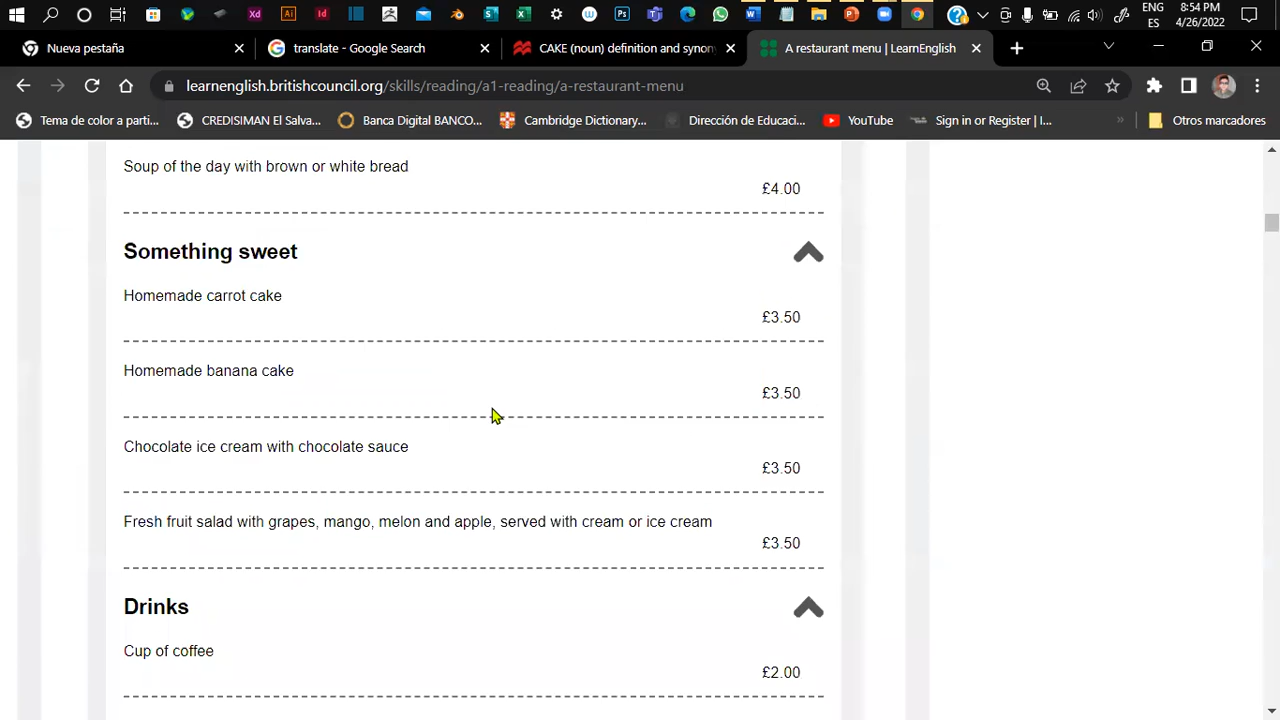 ENG
8:54 PM
ES
4/26/2022
Nueva pestaña
translate - Google Search
CAKE (noun) definition and synony
A restaurant menu | LearnEnglish
learnenglish.britishcouncil.org/skills/reading/a1-reading/a-restaurant-menu
Tema de color a parti...
CREDISIMAN El Salva...
Banca Digital BANCO...
Cambridge Dictionary...
Dirección de Educaci...
YouTube
Sign in or Register | I...
Otros marcadores
Soup of the day with brown or white bread
£4.00
Something sweet
Homemade carrot cake
£3.50
Homemade banana cake
£3.50
Chocolate ice cream with chocolate sauce
£3.50
Fresh fruit salad with grapes, mango, melon and apple, served with cream or ice cream
£3.50
Drinks
Cup of coffee
£2.00